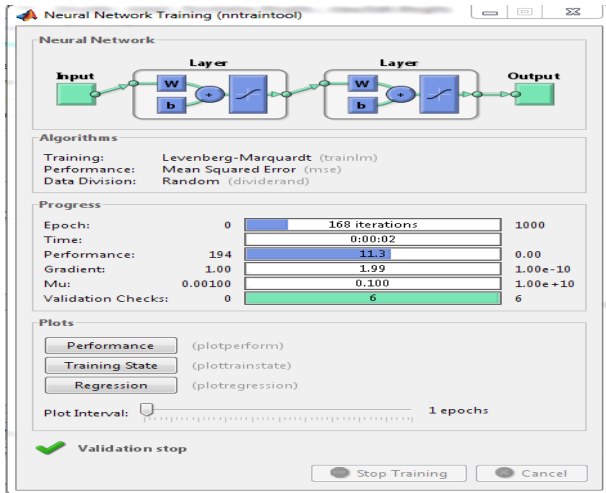 Neural Network Training (nntraintool)
Neural Network
Layer Layer
Input Output
W W
+ +
b b
Algorithms
Training: Levenberg-Marquardt (trainlm)
Performance: Mean Squared Error (mse)
Data Division: Random (dividerand)
Progress
Epoch: 0 168 iterations 1000
Time: 0:00:02
Performance: 194 11.3 0.00
Gradient: 1.00 1.99 1.00e-10
Mu: 0.00100 0.100 1.00e+10
Validation Checks: 0 6 6
Plots
Performance (plotperform)
Training State (plottrainstate)
Regression (plotregression)
Plot Interval: 1 epochs
Validation stop
Stop Training Cancel